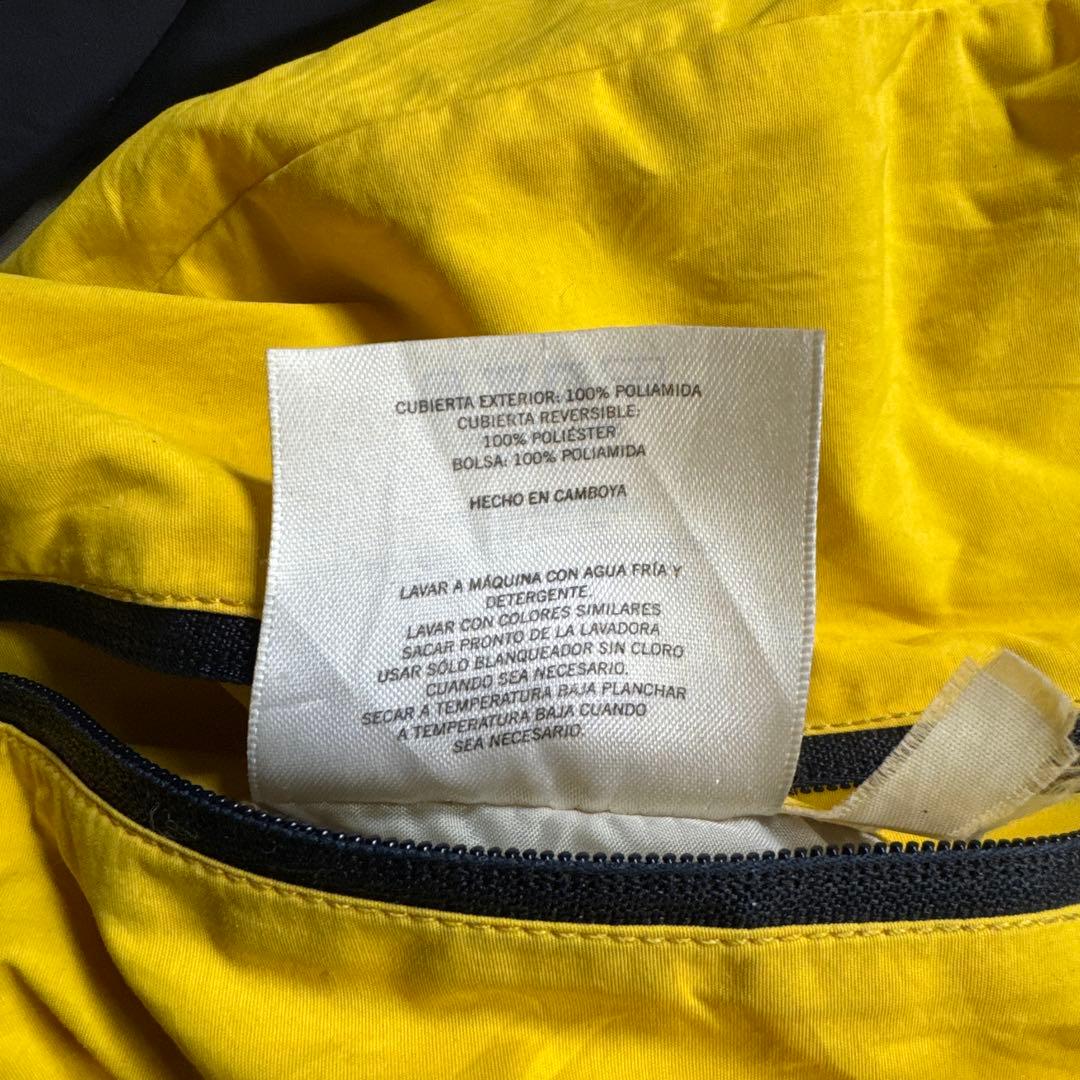 CUBIERTA EXTERIOR: 100% POLIAMIDA
CUBIERTA REVERSIBLE:
100% POLIÉSTER
BOLSA: 100% POLIAMIDA
HECHO EN CAMBOYA
LAVAR A MÁQUINA CON AGUA FRÍA Y
DETERGENTE.
LAVAR CON COLORES SIMILARES
SACAR PRONTO DE LA LAVADORA
USAR SÓLO BLANQUEADOR SIN CLORO
CUANDO SEA NECESARIO.
SECAR A TEMPERATURA BAJA PLANCHAR
A TEMPERATURA BAJA CUANDO
SEA NECESARIO.